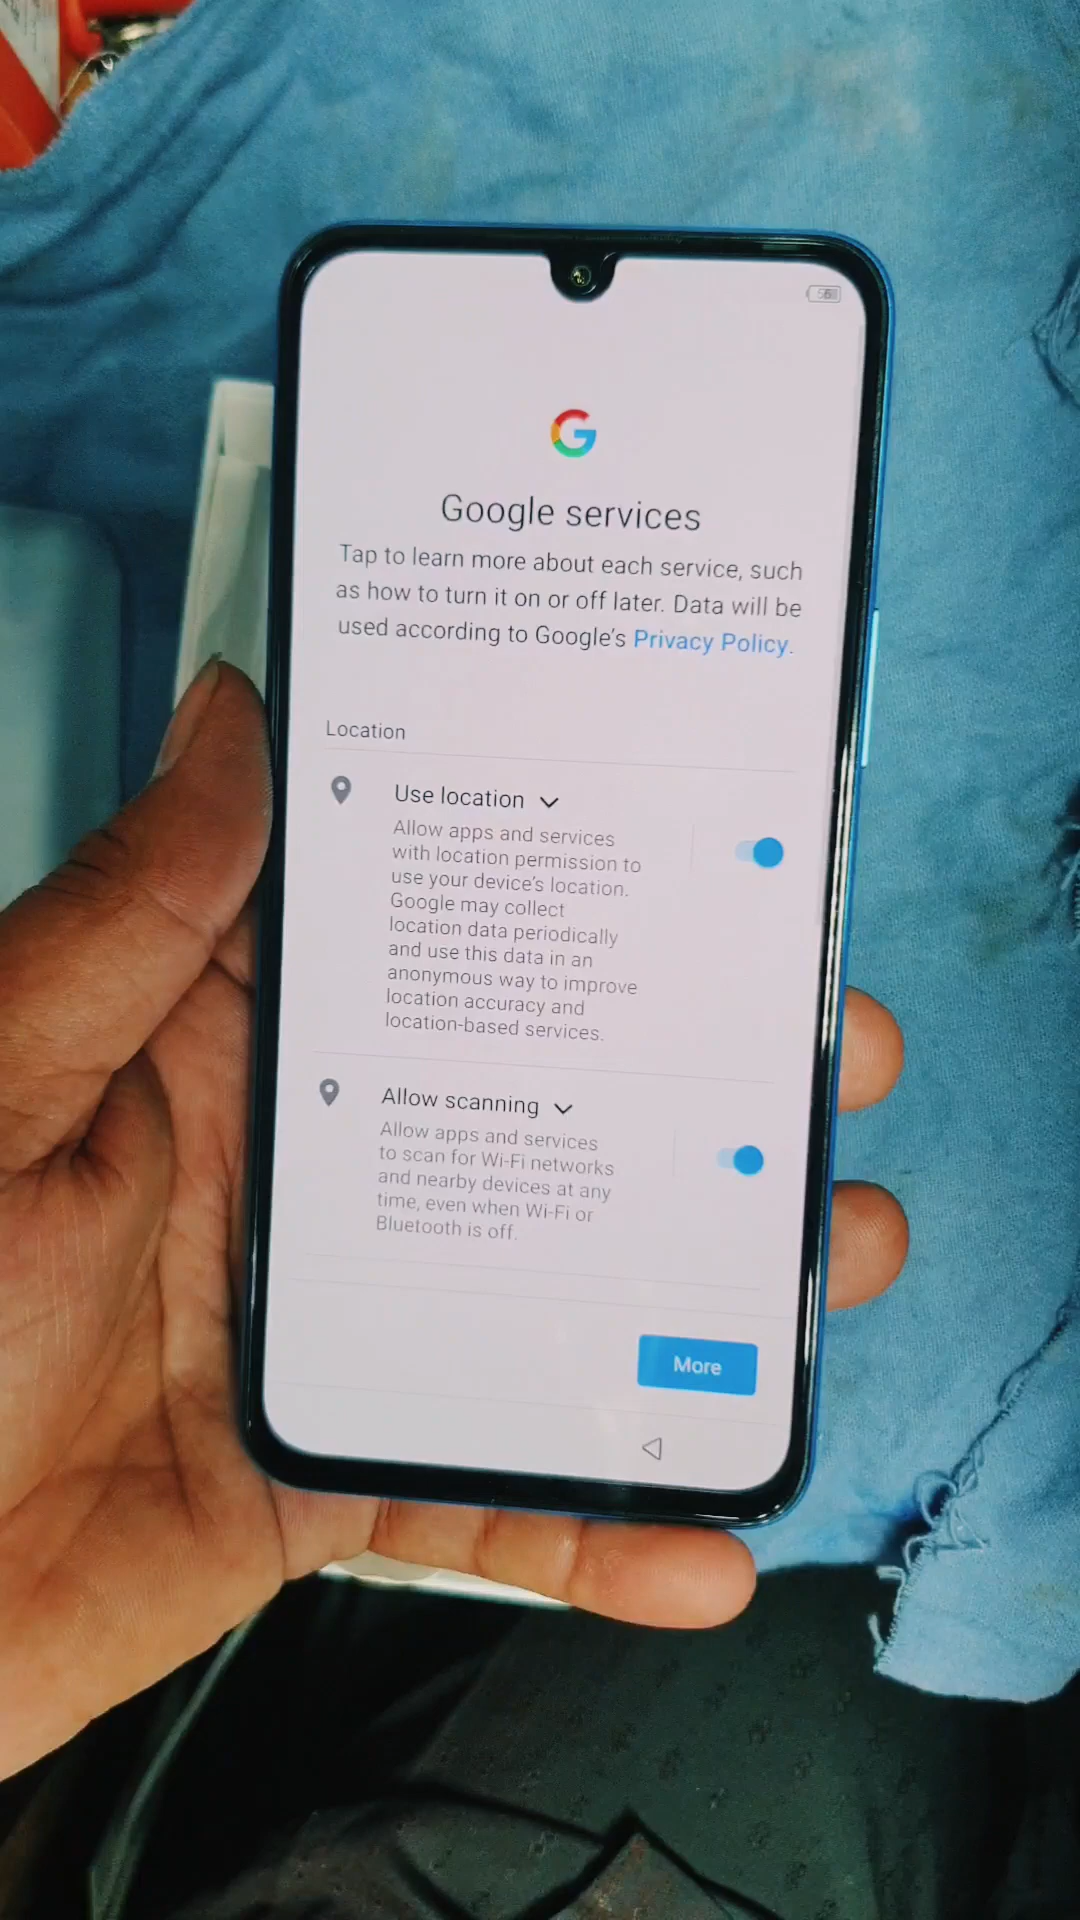 Google services
Tap to learn more about each service, such
as how to turn it on or off later. Data will be
used according to Google's Privacy Policy.
Location
Use location
Allow apps and services
with location permission to
use your device's location.
Google may collect
location data periodically
and use this data in an
anonymous way to improve
location accuracy and
location-based services.
Allow scanning
Allow apps and services
to scan for Wi-Fi networks
and nearby devices at any
time, even when Wi-Fi or
Bluetooth is off.
More